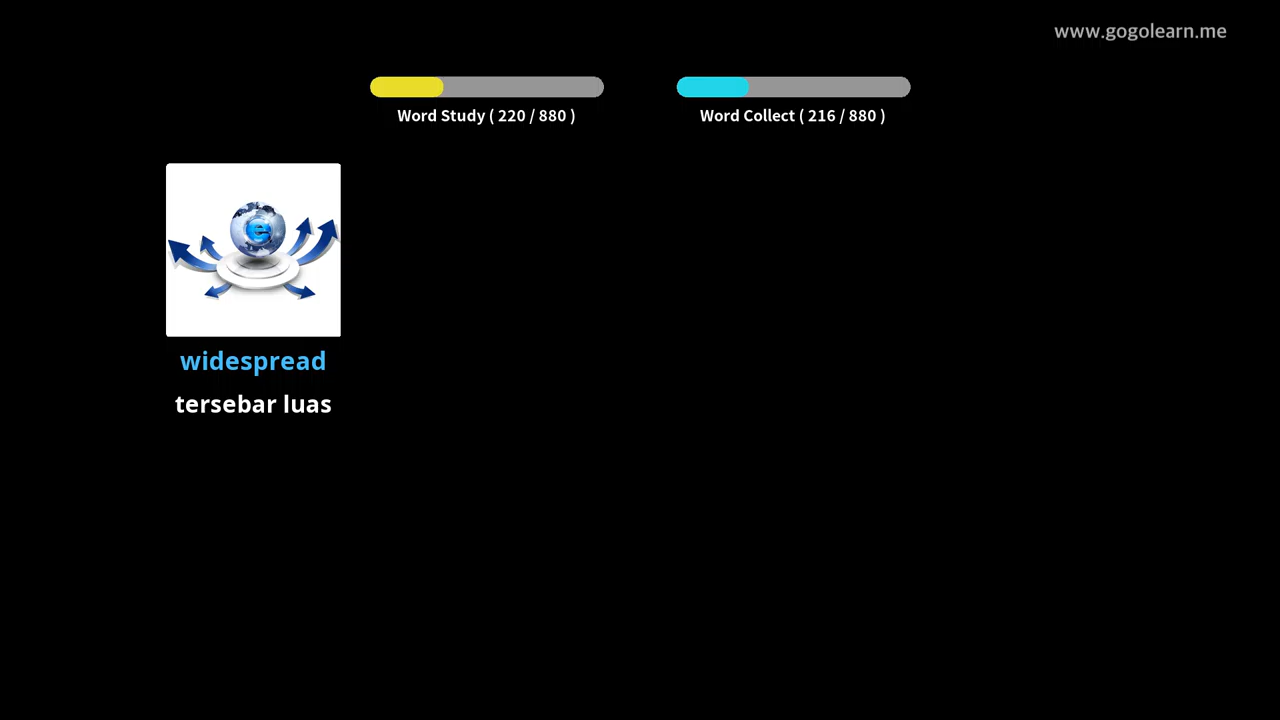 www.gogolearn.me
Word Study ( 220 / 880 )
Word Collect ( 216 / 880 )
e
widespread
tersebar luas